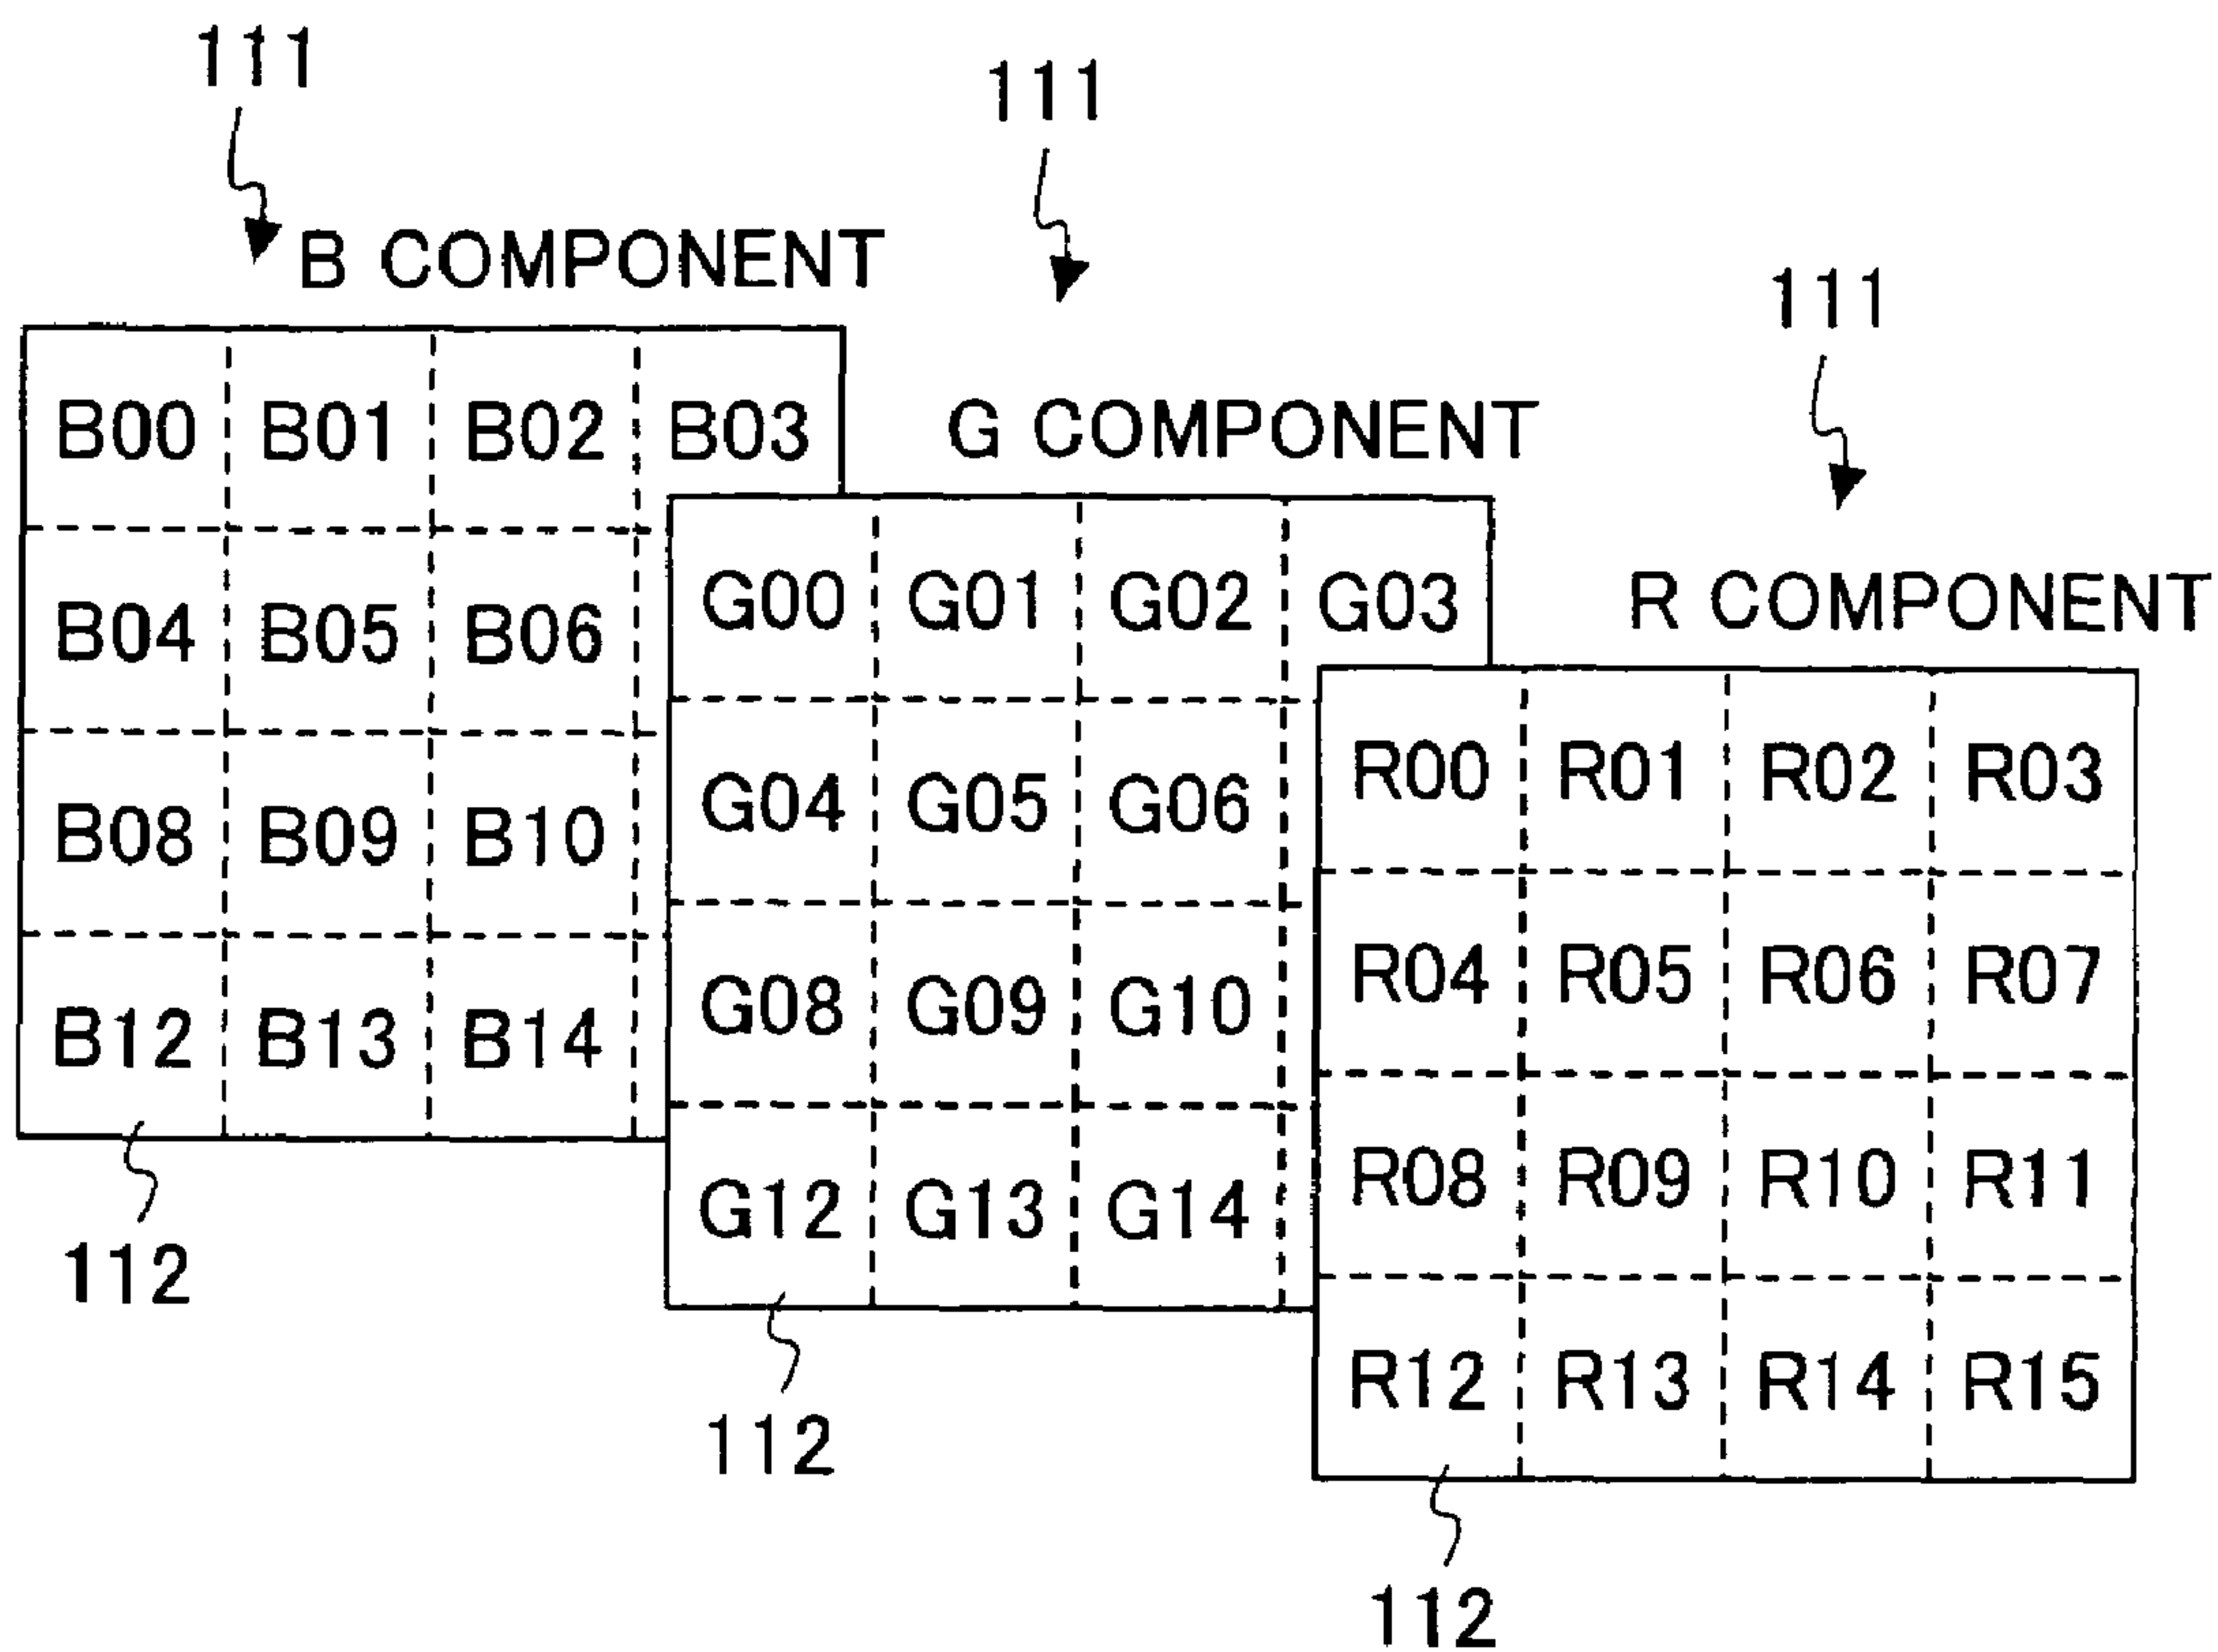 111
111
B COMPONENT
111
B00 B01 B02 B03
G COMPONENT
B04 B05 B06
G00 G01 G02 G03
R COMPONENT
B08 B09 B10
G04 G05 G06
R00 R01 R02 R03
B12 B13 B14
G08 G09 G10
R04 R05 R06 R07
112
G12 G13 G14
R08 R09 R10 R11
112
R12 R13 R14 R15
112